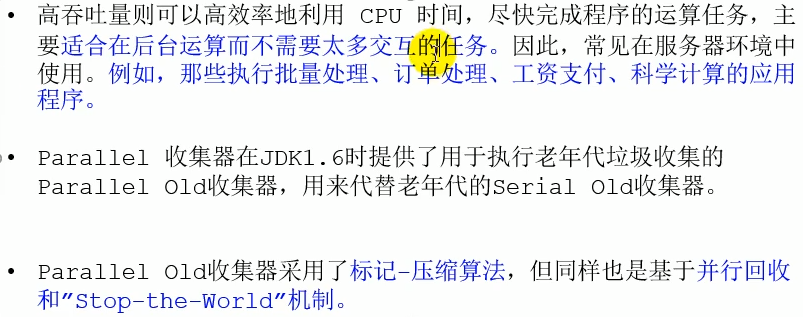 • 高吞吐量则可以高效率地利用 CPU 时间，尽快完成程序的运算任务，主
要适合在后台运算而不需要太多交互的任务。因此，常见在服务器环境中
使用。例如，那些执行批量处理、订单处理、工资支付、科学计算的应用
程序。
• Parallel 收集器在JDK1.6时提供了用于执行老年代垃圾收集的
Parallel Old收集器，用来代替老年代的Serial Old收集器。
• Parallel Old收集器采用了标记-压缩算法，但同样也是基于并行回收
和”Stop-the-World”机制。